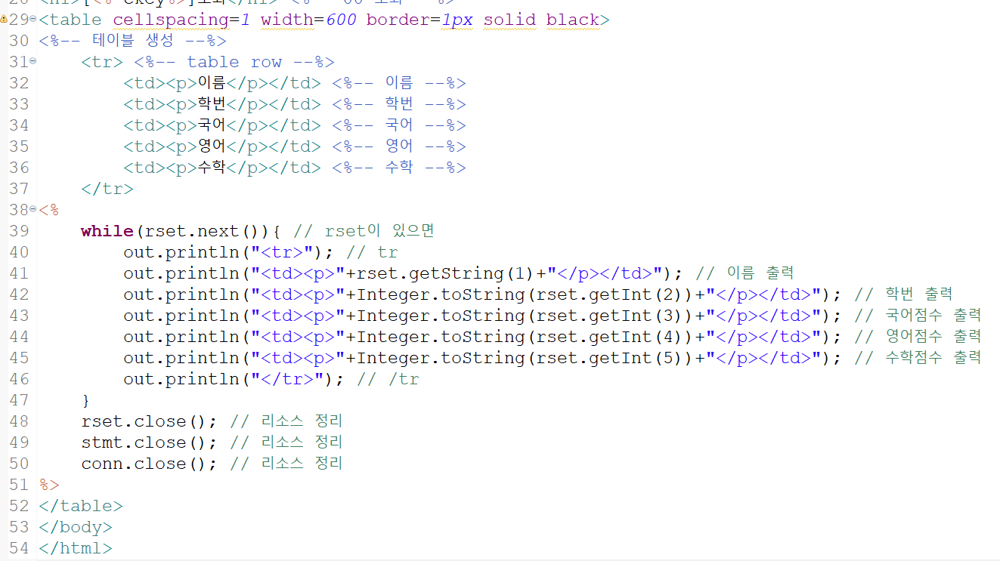 29 <table cellspacing=1 width=600 border=1px solid black>
30 <%-- 테이블 생성 --%>
31     <tr> <%-- table row --%>
32         <td><p>이름</p></td> <%-- 이름 --%>
33         <td><p>학번</p></td> <%-- 학번 --%>
34         <td><p>국어</p></td> <%-- 국어 --%>
35         <td><p>영어</p></td> <%-- 영어 --%>
36         <td><p>수학</p></td> <%-- 수학 --%>
37     </tr>
38 <%
39     while(rset.next()){ // rset이 있으면
40         out.println("<tr>"); // tr
41         out.println("<td><p>"+rset.getString(1)+"</p></td>"); // 이름 출력
42         out.println("<td><p>"+Integer.toString(rset.getInt(2))+"</p></td>"); // 학번 출력
43         out.println("<td><p>"+Integer.toString(rset.getInt(3))+"</p></td>"); // 국어점수 출력
44         out.println("<td><p>"+Integer.toString(rset.getInt(4))+"</p></td>"); // 영어점수 출력
45         out.println("<td><p>"+Integer.toString(rset.getInt(5))+"</p></td>"); // 수학점수 출력
46         out.println("</tr>"); // /tr
47     }
48     rset.close(); // 리소스 정리
49     stmt.close(); // 리소스 정리
50     conn.close(); // 리소스 정리
51 %>
52 </table>
53 </body>
54 </html>